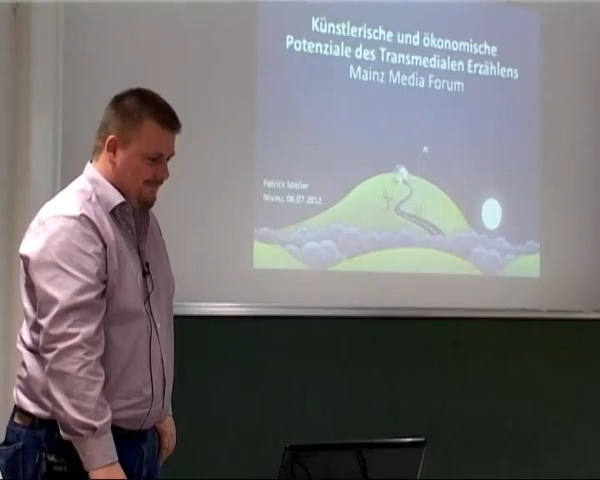 Künstlerische und ökonomische
Potenziale des Transmedialen Erzählens
Mainz Media Forum
Patrick Möller
Mainz, 06.07.2012